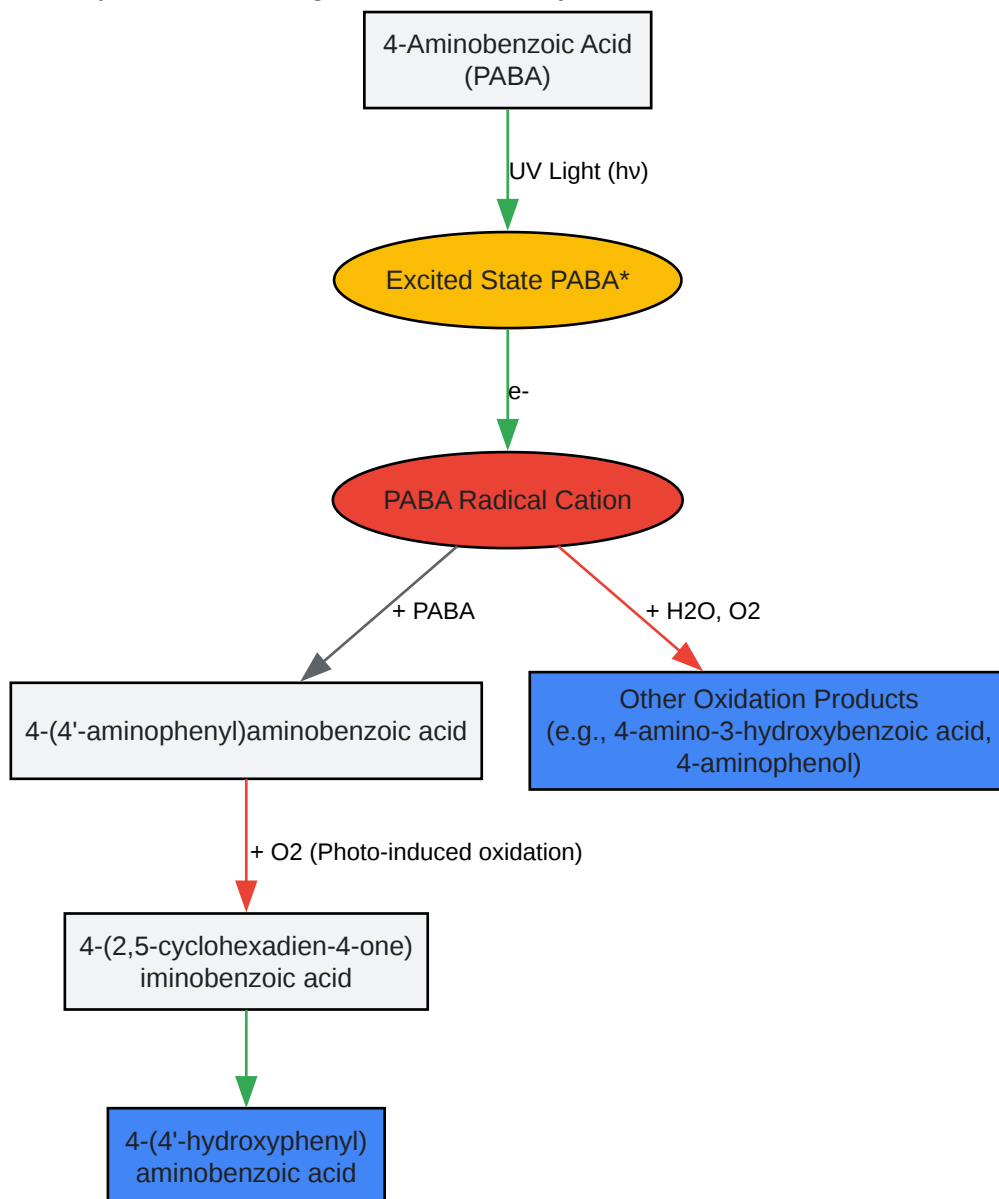 4-Aminobenzoic Acid
(PABA)
UV Light (hν)
Excited State PABA*
e-
PABA Radical Cation
+ PABA
+ H2O, O2
4-(4'-aminophenyl)aminobenzoic acid
Other Oxidation Products
(e.g., 4-amino-3-hydroxybenzoic acid,
4-aminophenol)
+ O2 (Photo-induced oxidation)
4-(2,5-cyclohexadien-4-one)
iminobenzoic acid
4-(4'-hydroxyphenyl)
aminobenzoic acid